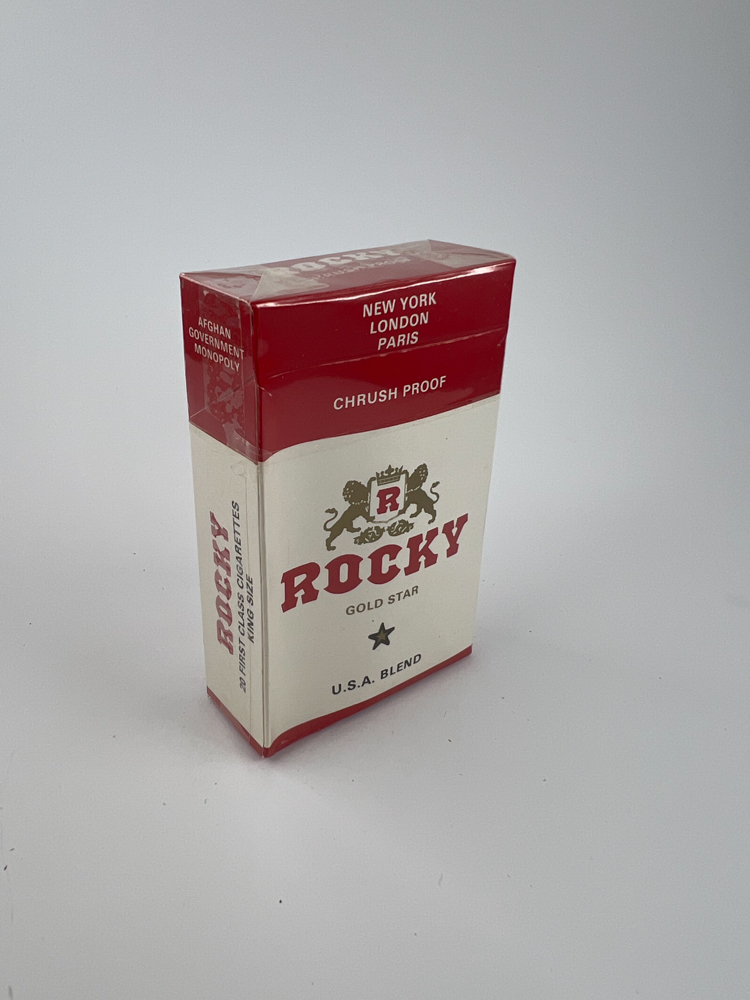 ROCKY
NEW YORK
LONDON
PARIS
CHRUSH PROOF
AFGHAN
GOVERNMENT
MONOPOLY
R
ROCKY
GOLD STAR
U.S.A. BLEND
ROCKY
20 FIRST CLASS CIGARETTES
KING SIZE